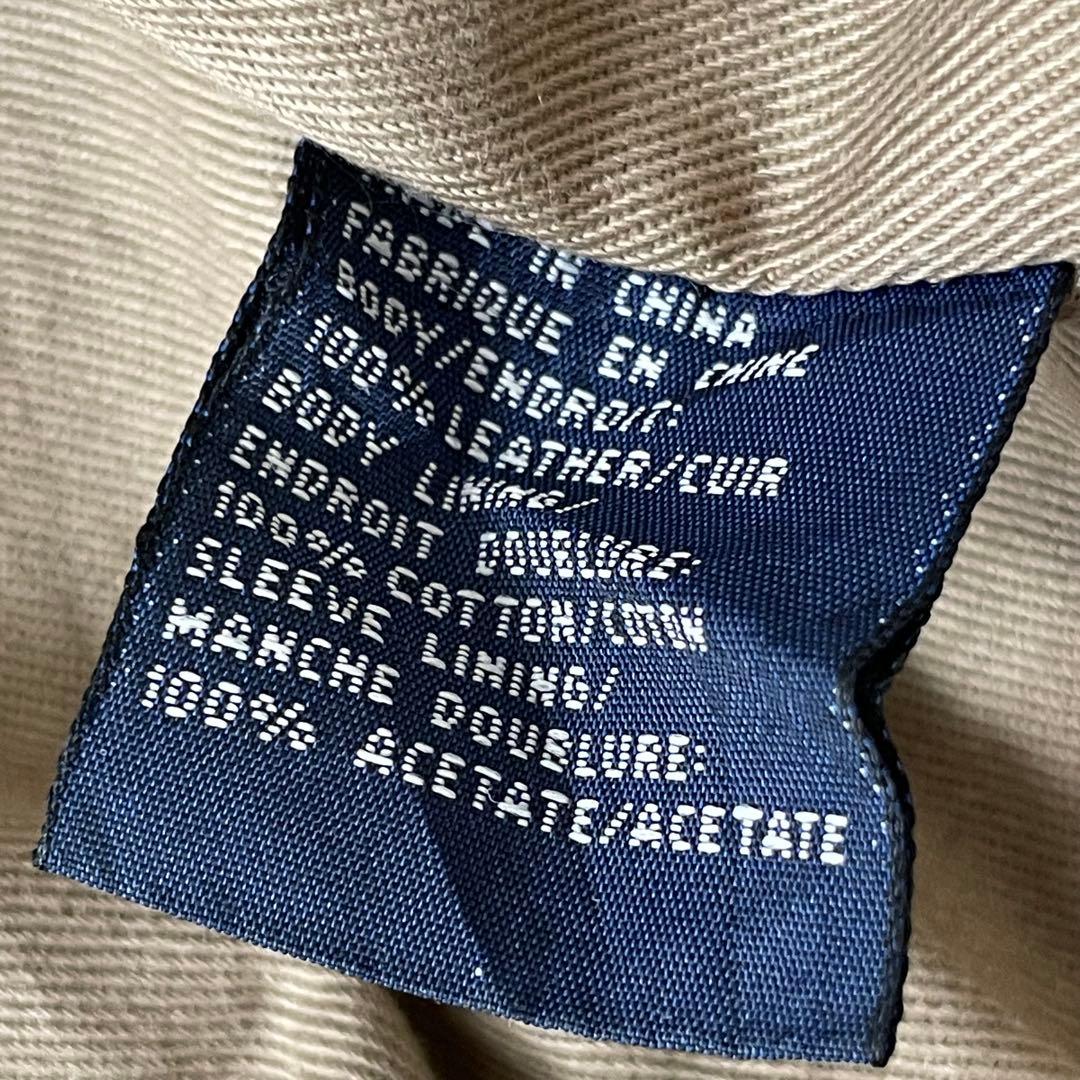 MADE IN CHINA
FABRIQUE EN CHINE
BODY/ENDROIT:
100% LEATHER/CUIR
BODY LINING/
ENDROIT DOUBLURE:
100% COTTON/COTON
SLEEVE LINING/
MANCHE DOUBLURE:
100% ACETATE/ACETATE